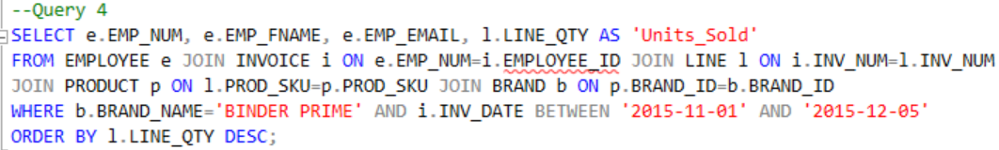 --Query 4
SELECT e.EMP_NUM, e.EMP_FNAME, e.EMP_EMAIL, l.LINE_QTY AS 'Units_Sold'
FROM EMPLOYEE e JOIN INVOICE i ON e.EMP_NUM=i.EMPLOYEE_ID JOIN LINE l ON i.INV_NUM=l.INV_NUM
JOIN PRODUCT p ON l.PROD_SKU=p.PROD_SKU JOIN BRAND b ON p.BRAND_ID=b.BRAND_ID
WHERE b.BRAND_NAME='BINDER PRIME' AND i.INV_DATE BETWEEN '2015-11-01' AND '2015-12-05'
ORDER BY l.LINE_QTY DESC;